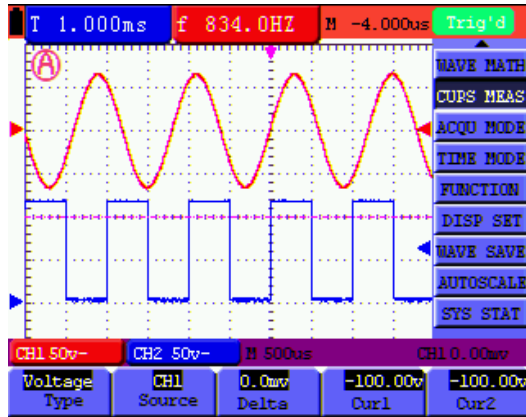 T 1.000ms f 834.0HZ M -4.000us Trig'd
A
WAVE MATH
CUPS MEAS
ACQU MODE
TIME MODE
FUNCTION
DISP SET
WAVE SAVE
AUTOSCALE
SYS STAT
CH1 50v~ CH2 50v~ M 500us CH1 0.00mv
Voltage CH1 0.0mv -100.00v -100.00v
Type Source Delta Cur1 Cur2